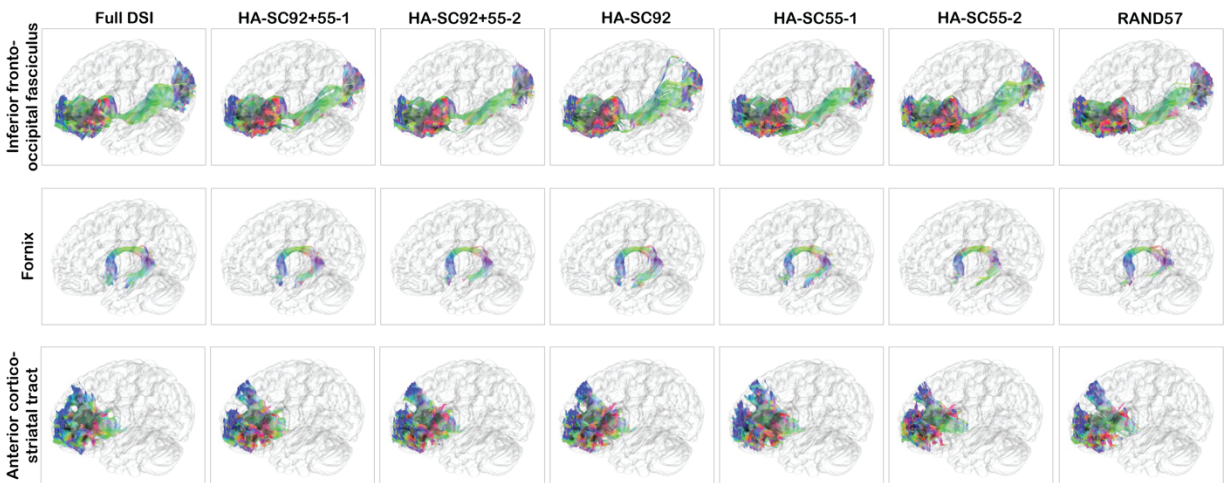 Full DSI
HA-SC92+55-1
HA-SC92+55-2
HA-SC92
HA-SC55-1
HA-SC55-2
RAND57
Inferior fronto-
occipital fasciculus
Fornix
Anterior cortico-
striatal tract